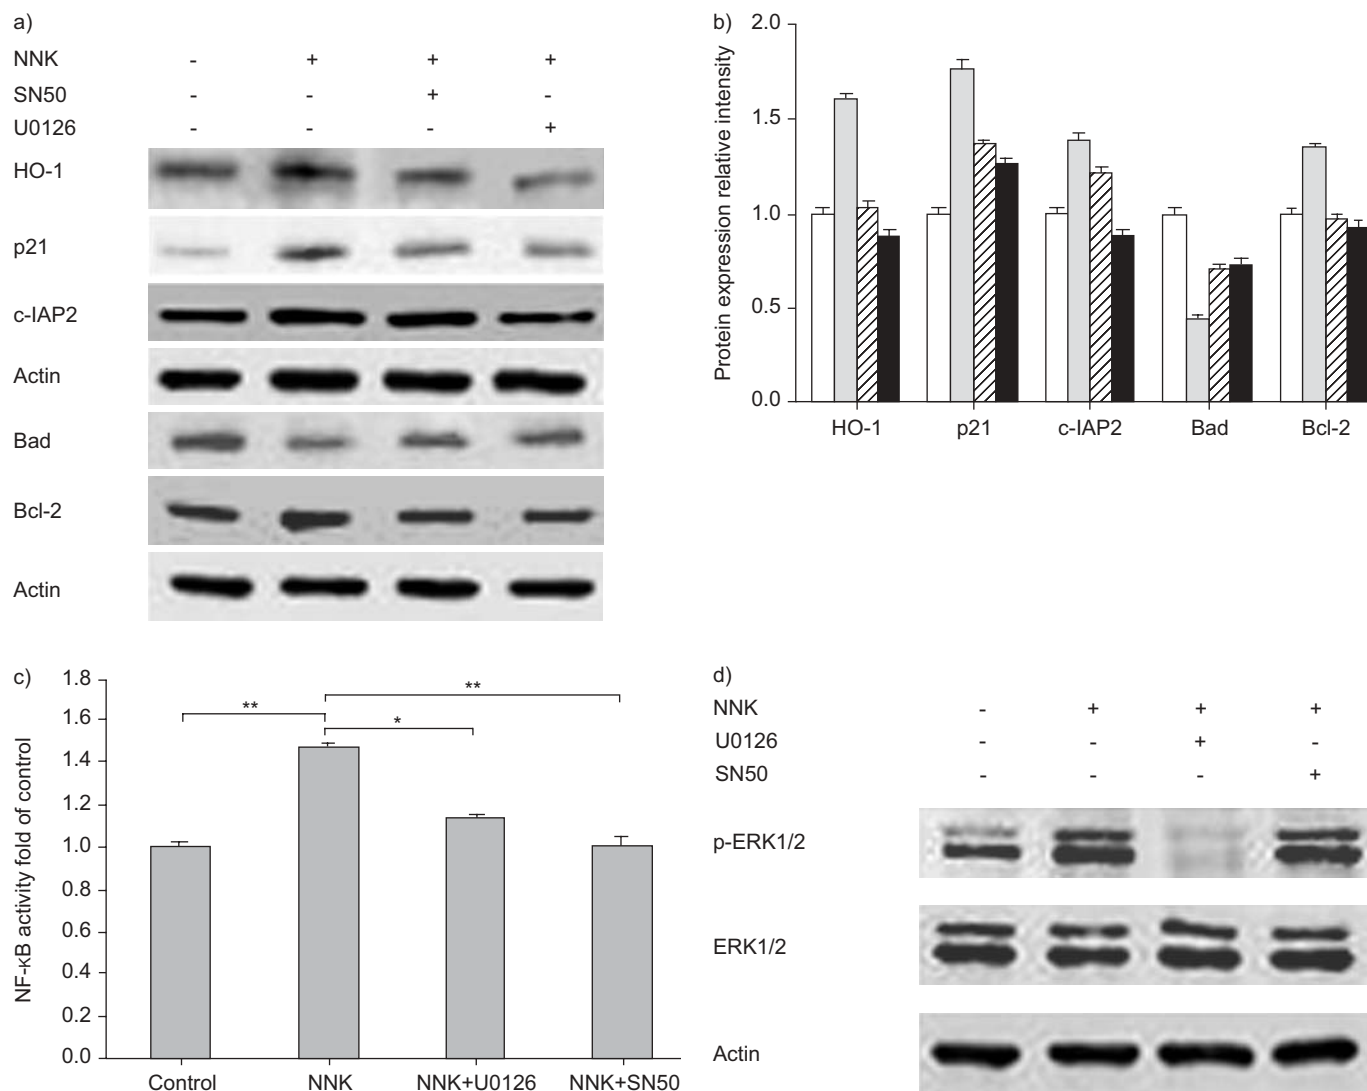 a)
NNK - + + +
SN50 - - + -
U0126 - - - +
HO-1
p21
c-IAP2
Actin
Bad
Bcl-2
Actin
b)
Protein expression relative intensity
2.0
1.5
1.0
0.5
0.0
HO-1 p21 c-IAP2 Bad Bcl-2
c)
NF-κB activity fold of control
1.8
1.6
1.4
1.2
1.0
0.8
0.6
0.4
0.2
0.0
**
*
**
Control NNK NNK+U0126 NNK+SN50
d)
NNK - + + +
U0126 - - + -
SN50 - - - +
p-ERK1/2
ERK1/2
Actin